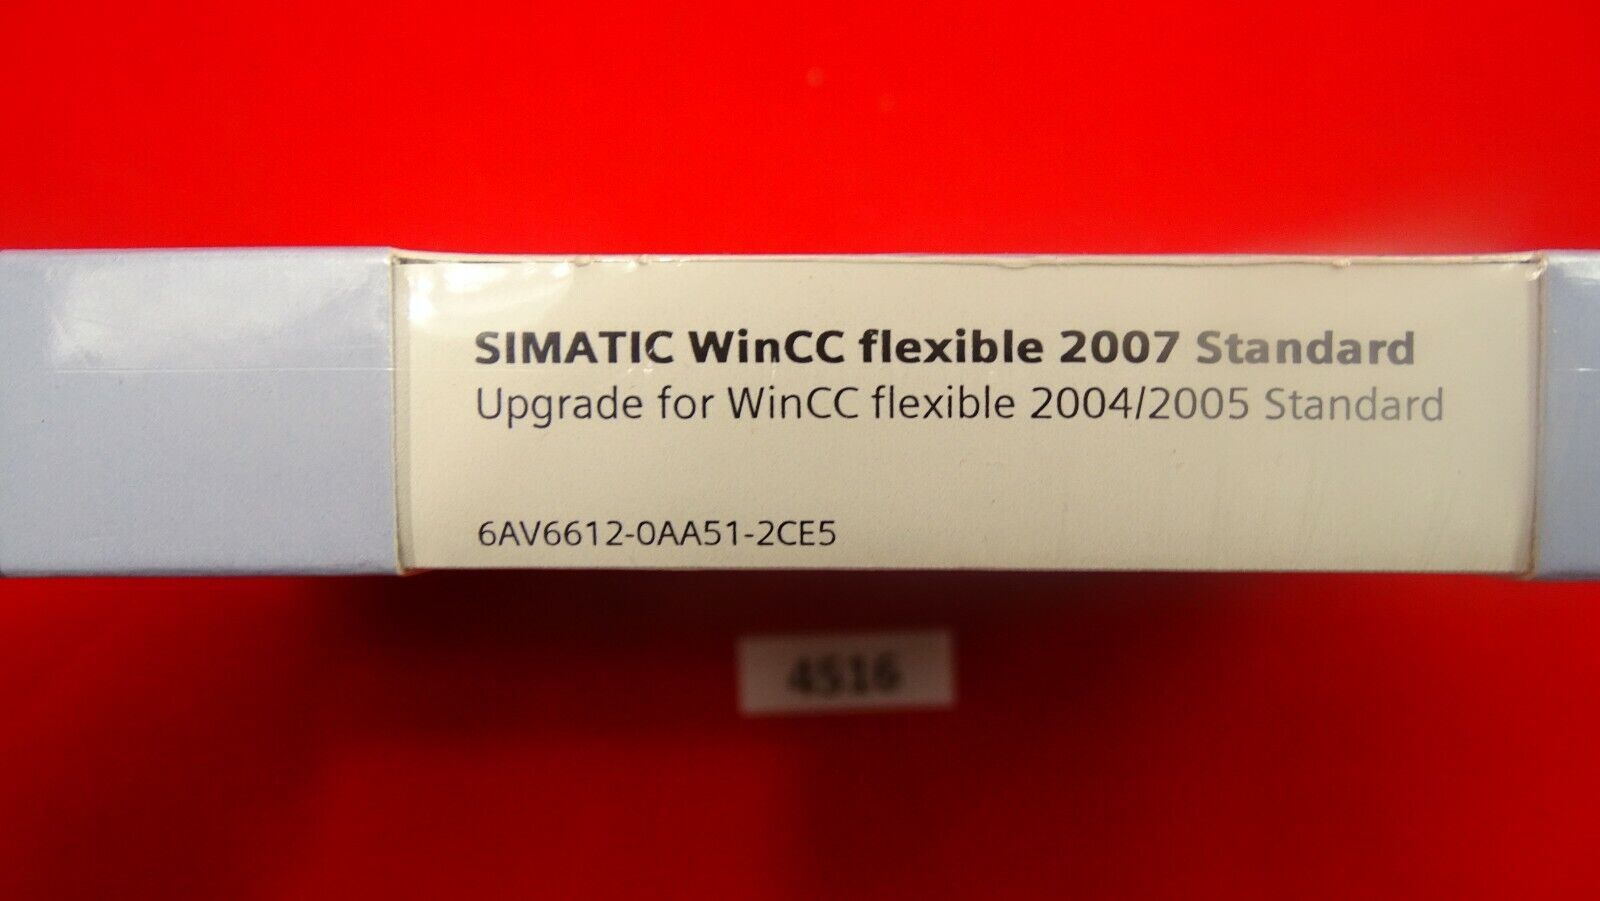 SIMATIC WinCC flexible 2007 Standard
Upgrade for WinCC flexible 2004/2005 Standard
6AV6612-0AA51-2CE5
4516